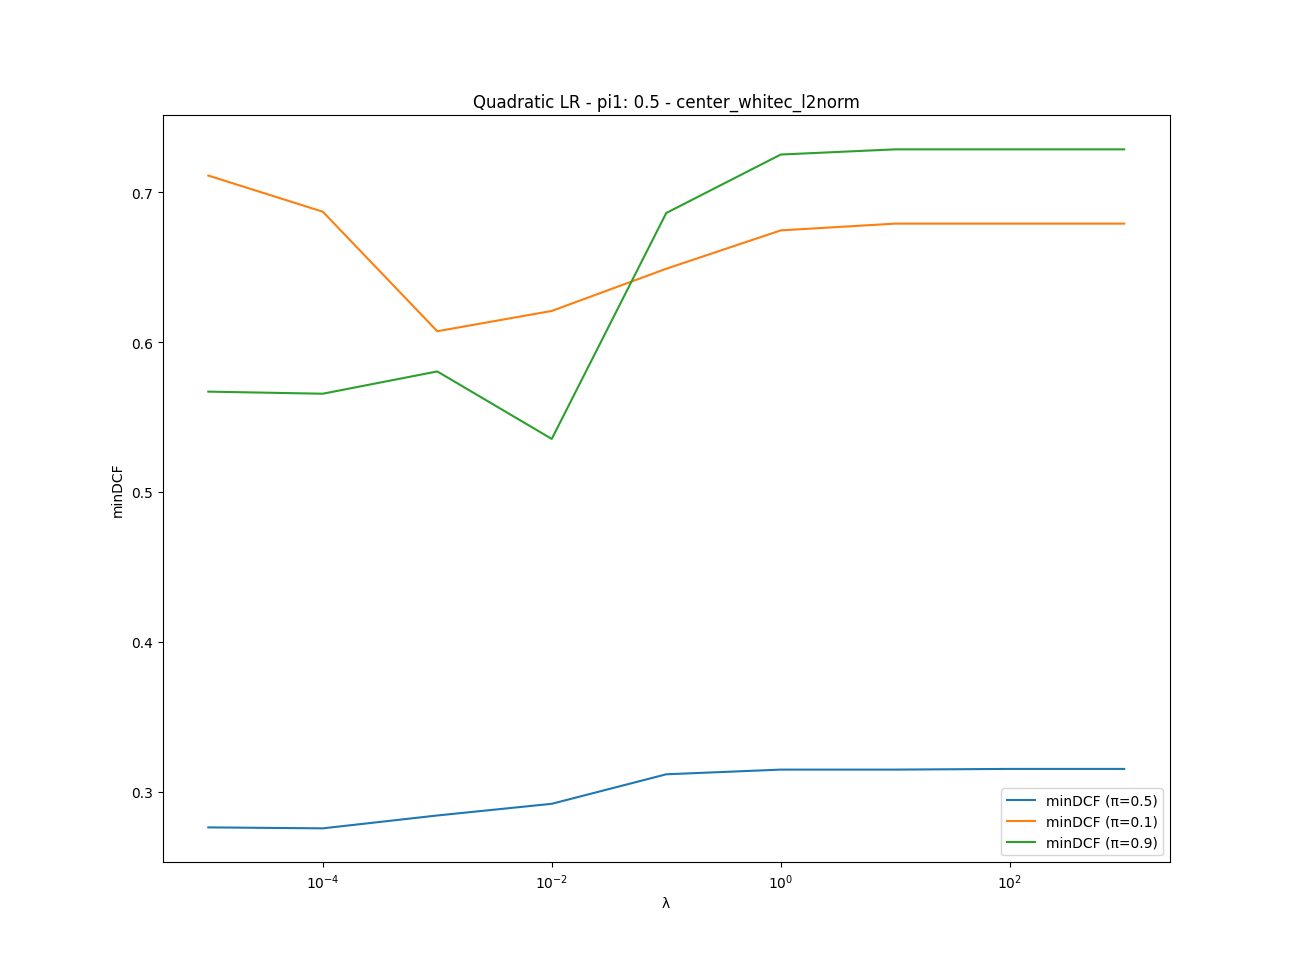 Quadratic LR - pi1: 0.5 - center_whitec_l2norm
minDCF
0.7
0.6
0.5
0.4
0.3
10⁻⁴
10⁻²
10⁰
10²
λ
minDCF (π=0.5)
minDCF (π=0.1)
minDCF (π=0.9)